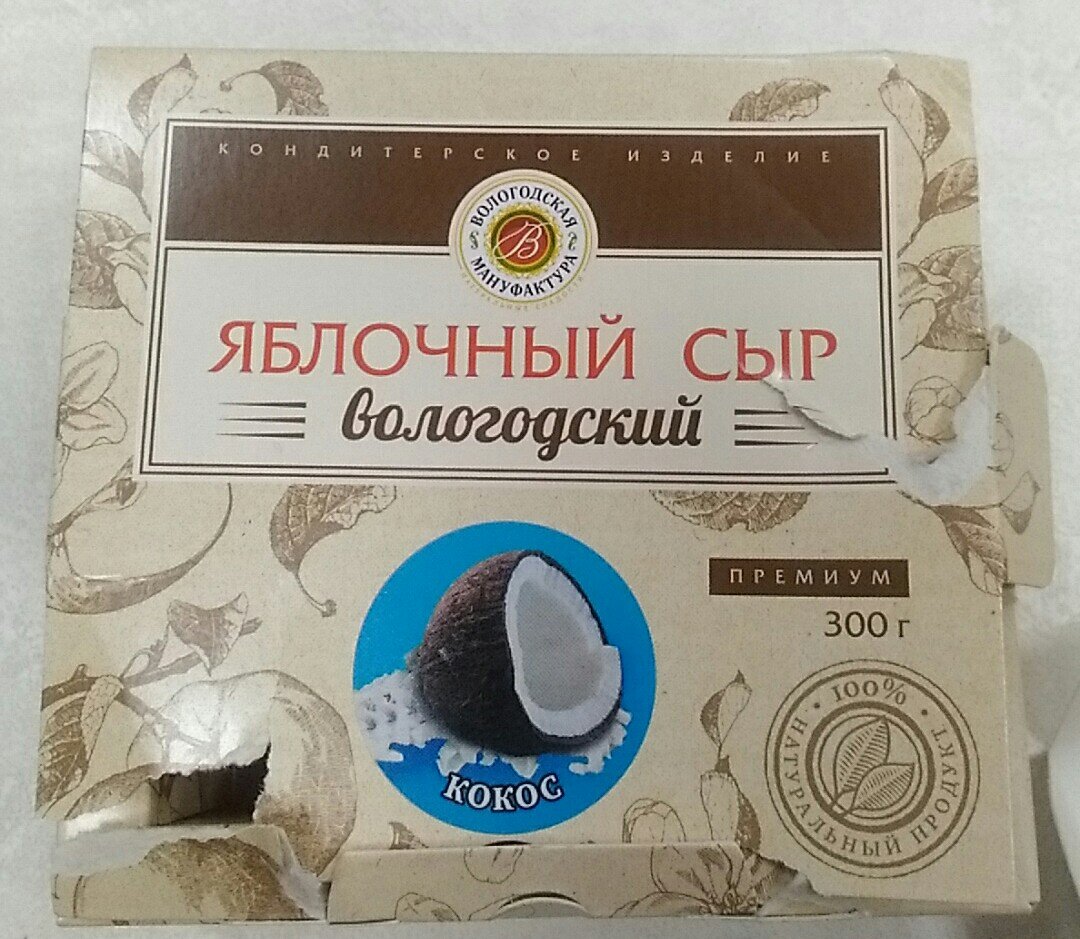 КОНДИТЕРСКОЕ ИЗДЕЛИЕ
ВОЛОГОДСКАЯ
В
МАНУФАКТУРА
ЯБЛОЧНЫЙ СЫР
вологодский
ПРЕМИУМ
300 г
КОКОС
100%
НАТУРАЛЬНЫЙ ПРОДУКТ